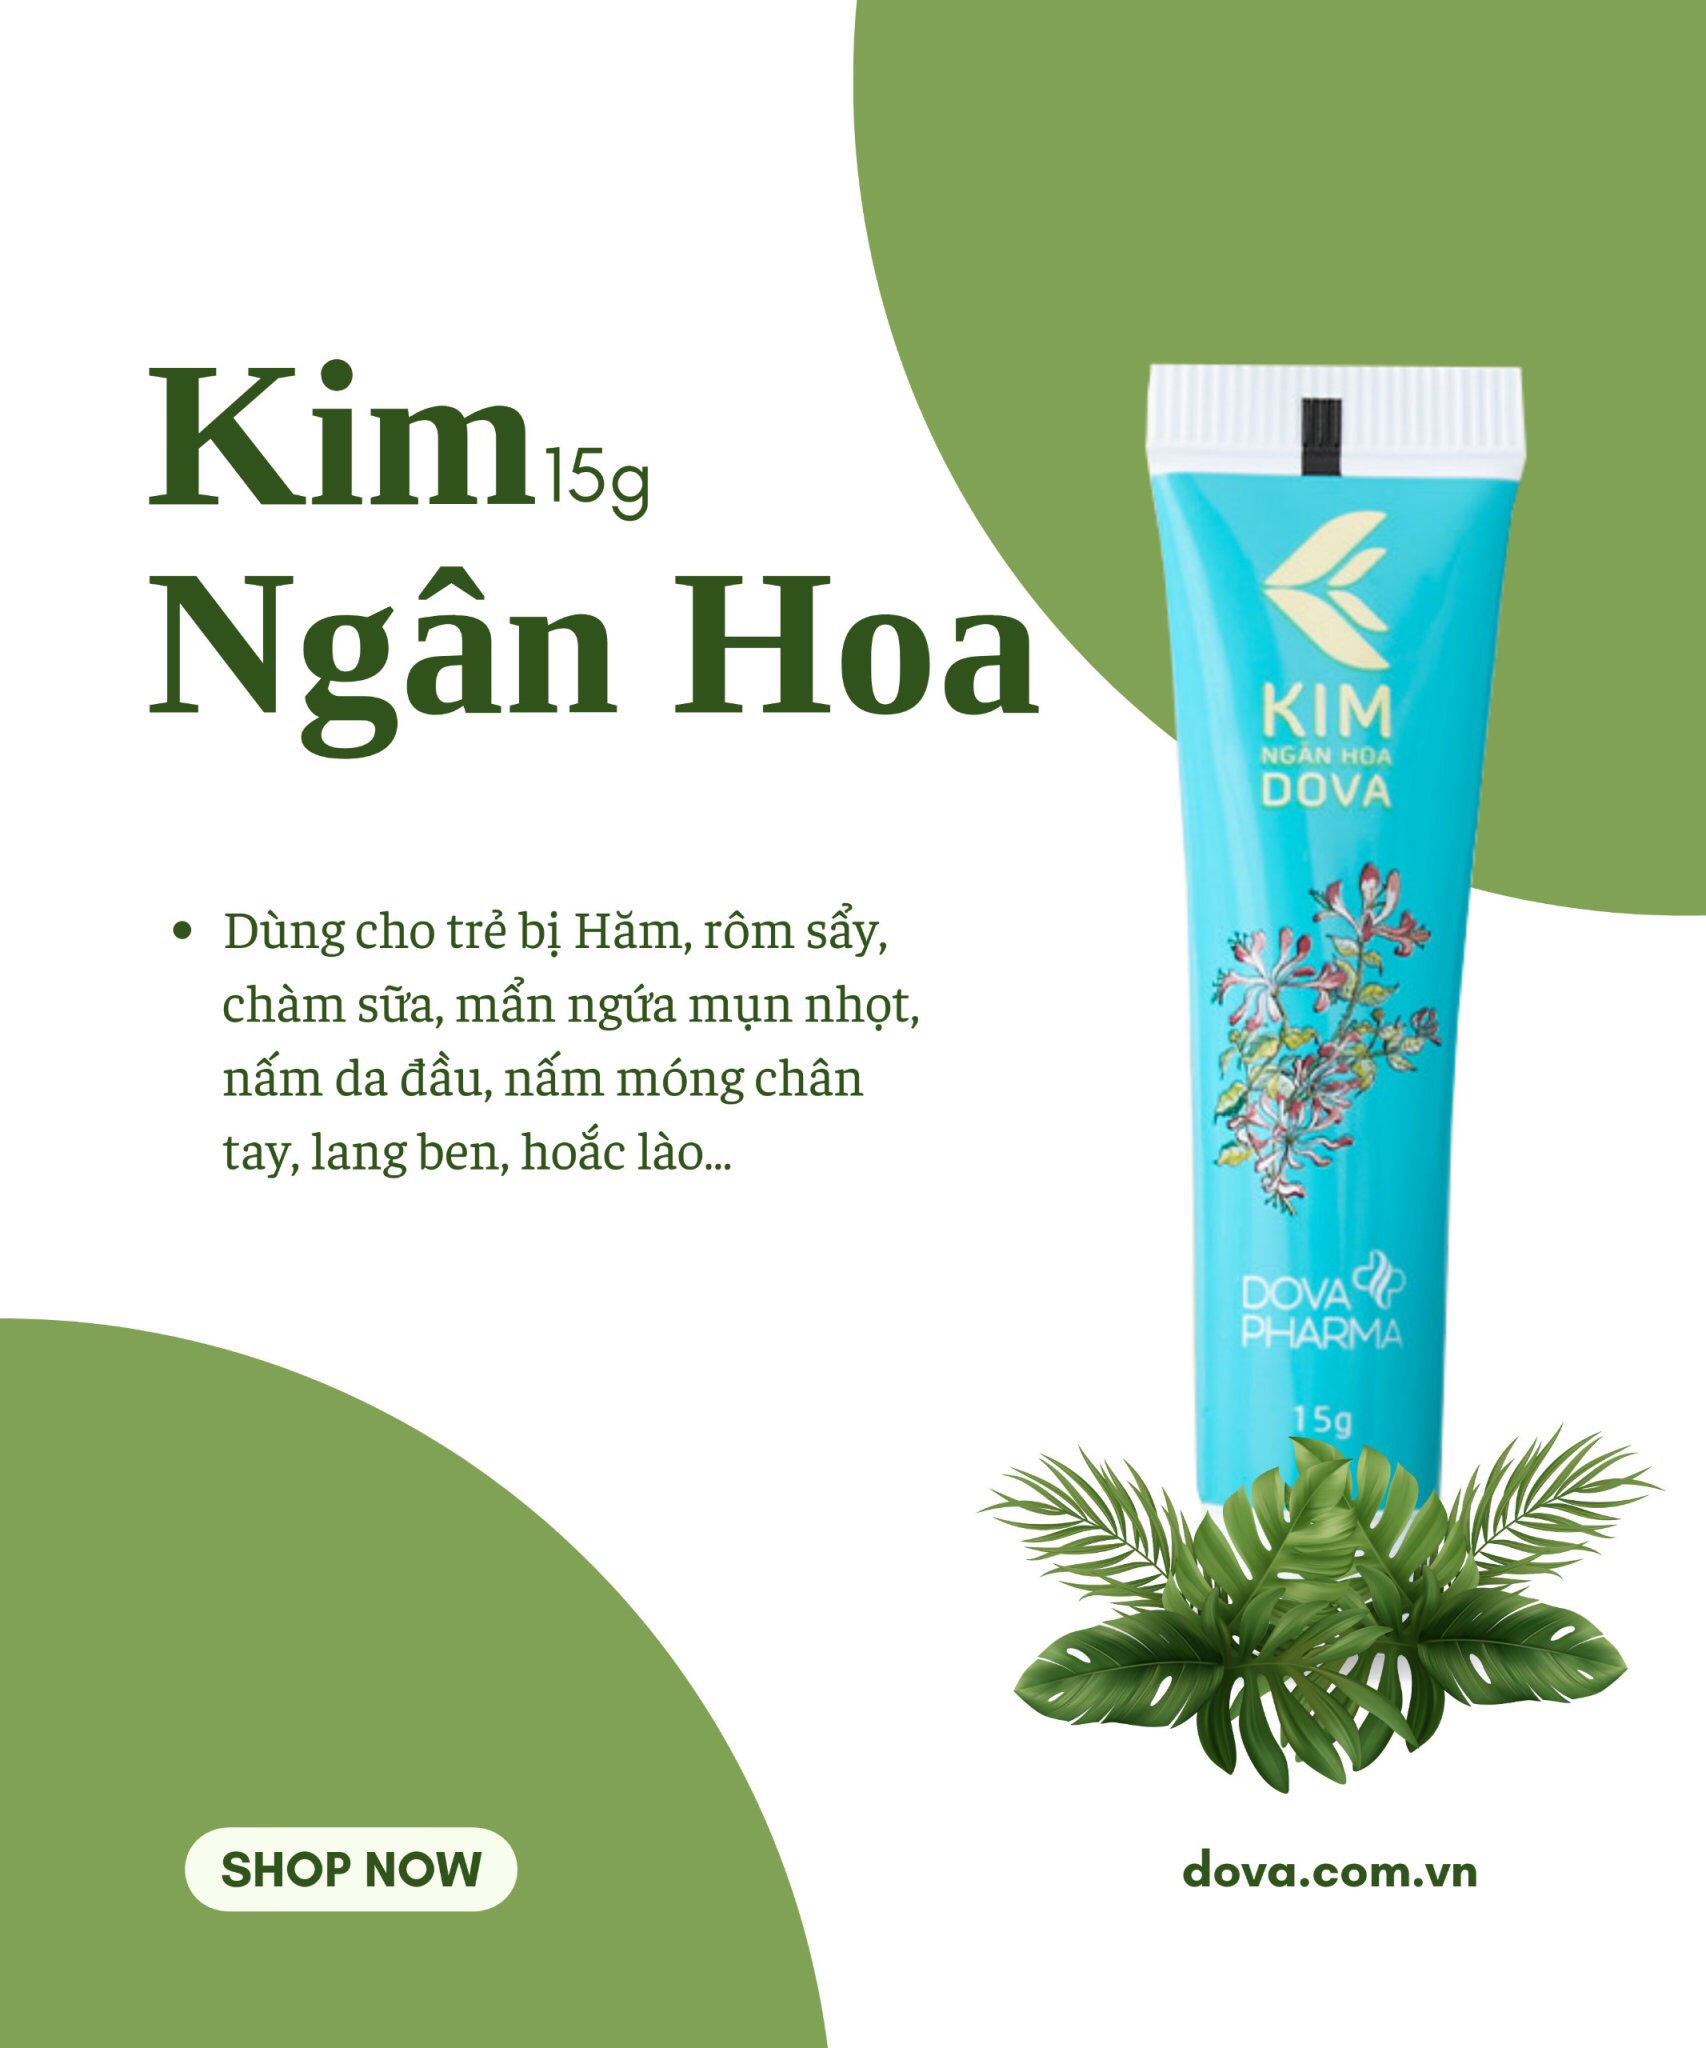 Kim 15g
Ngân Hoa
• Dùng cho trẻ bị Hăm, rôm sẩy,
chàm sữa, mẩn ngứa mụn nhọt,
nấm da đầu, nấm móng chân
tay, lang ben, hoắc lào...
KIM
NGÂN HOA
DOVA
DOVA
PHARMA
15g
SHOP NOW
dova.com.vn